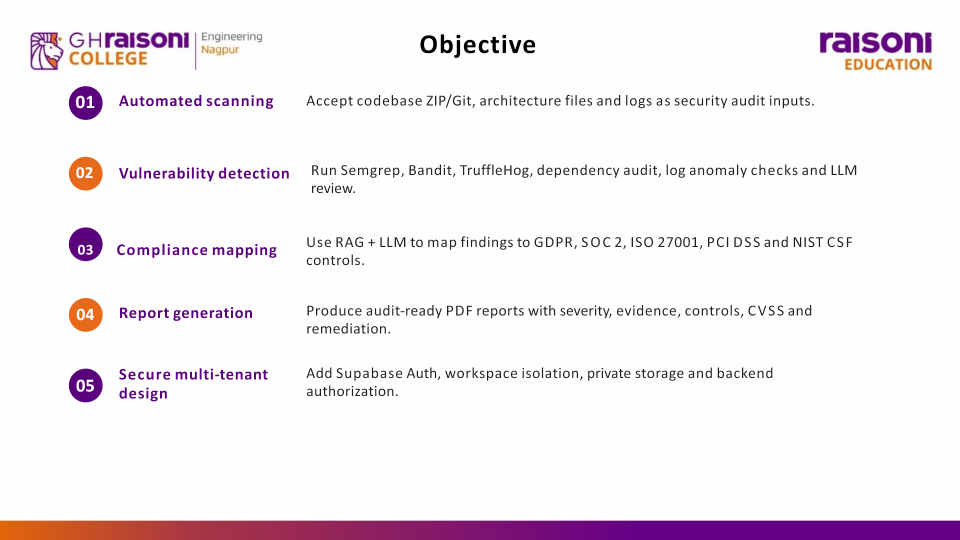 GHraisoni
COLLEGE
Engineering
Nagpur
Objective
raisoni
EDUCATION
01 Automated scanning Accept codebase ZIP/Git, architecture files and logs as security audit inputs.
02 Vulnerability detection Run Semgrep, Bandit, TruffleHog, dependency audit, log anomaly checks and LLM
review.
03 Compliance mapping Use RAG + LLM to map findings to GDPR, SOC 2, ISO 27001, PCI DSS and NIST CSF
controls.
04 Report generation Produce audit-ready PDF reports with severity, evidence, controls, CVSS and
remediation.
05 Secure multi-tenant
design
Add Supabase Auth, workspace isolation, private storage and backend
authorization.